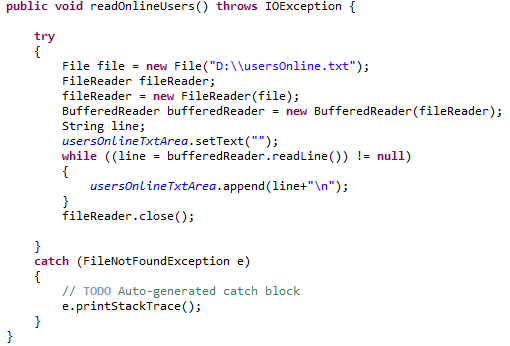 public void readOnlineUsers() throws IOException {
try
{
File file = new File("D:\\usersOnline.txt");
FileReader fileReader;
fileReader = new FileReader(file);
BufferedReader bufferedReader = new BufferedReader(fileReader);
String line;
usersOnlineTxtArea.setText("");
while ((line = bufferedReader.readLine()) != null)
{
usersOnlineTxtArea.append(line+"\n");
}
fileReader.close();
}
catch (FileNotFoundException e)
{
// TODO Auto-generated catch block
e.printStackTrace();
}
}